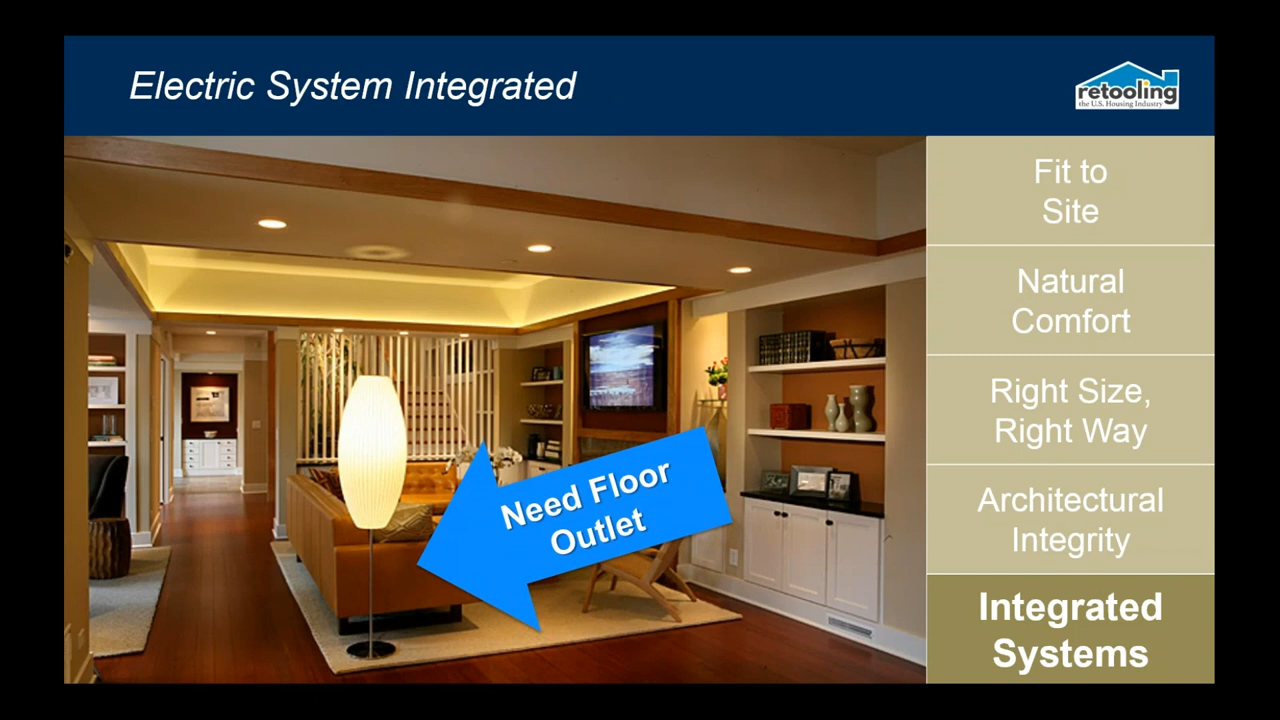 Electric System Integrated
retooling
the U.S. Housing Industry
Fit to
Site
Natural
Comfort
Right Size,
Right Way
Need Floor
Outlet
Architectural
Integrity
Integrated
Systems